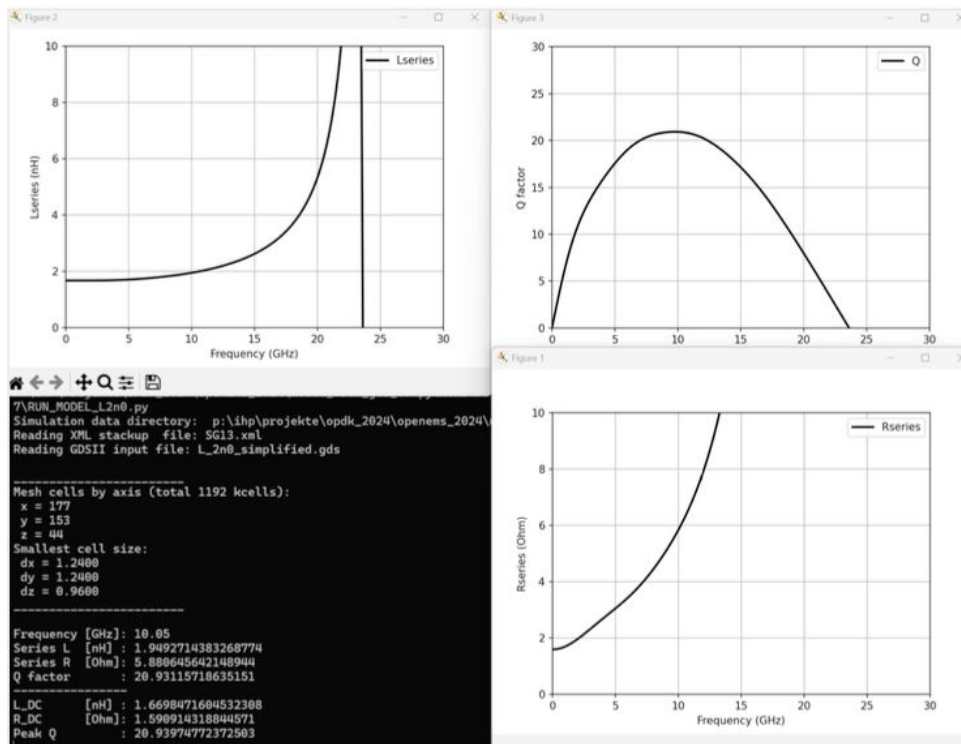 Figure 2
Lseries
10
8
6
4
2
0
Lseries (nH)
0 5 10 15 20 25 30
Frequency (GHz)
Figure 3
Q
30
25
20
15
10
5
0
Q factor
0 5 10 15 20 25 30
7\RUN_MODEL_L2n0.py
Simulation data directory: p:\ihp\projekte\opdk_2024\openems_2024\
Reading XML stackup file: SG13.xml
Reading GDSII input file: L_2n0_simplified.gds
------------------------
Mesh cells by axis (total 1192 kcells):
x = 177
y = 153
z = 44
Smallest cell size:
dx = 1.2400
dy = 1.2400
dz = 0.9600
------------------------
Frequency [GHz]: 10.05
Series L [nH] : 1.9492714383268774
Series R [Ohm]: 5.880645642148944
Q factor : 20.93115718635151
----------------
L_DC [nH] : 1.6698471604532308
R_DC [Ohm]: 1.590914318844571
Peak Q : 20.93974772372503
Figure 1
Rseries
10
8
6
4
2
0
Rseries (Ohm)
0 5 10 15 20 25 30
Frequency (GHz)